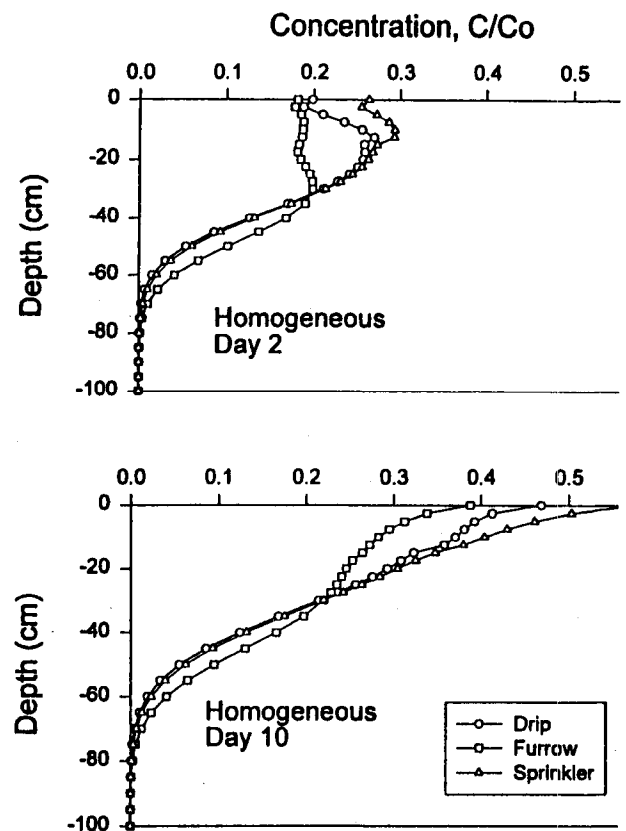 Concentration, C/Co
0.0 0.1 0.2 0.3 0.4 0.5
0
-20
-40
-60
-80
-100
Depth (cm)
Homogeneous
Day 2
0.0 0.1 0.2 0.3 0.4 0.5
0
-20
-40
-60
-80
-100
Depth (cm)
Homogeneous
Day 10
Drip
Furrow
Sprinkler